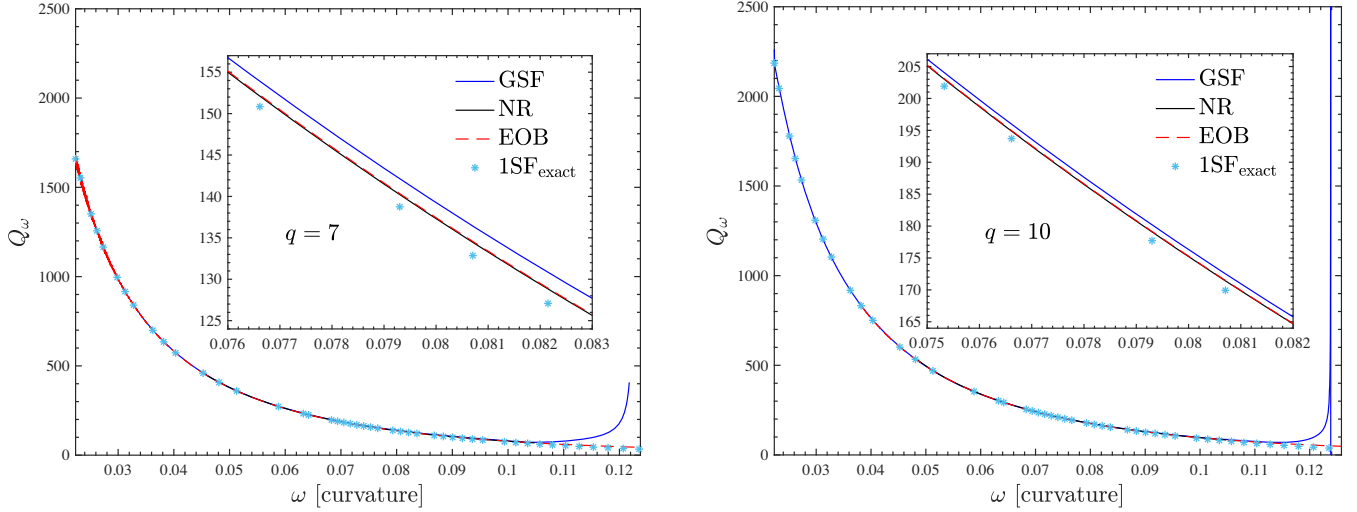 2500
2000
1500
1000
500
0
Qω
0.03 0.04 0.05 0.06 0.07 0.08 0.09 0.1 0.11 0.12
ω [curvature]
155
150
145
140
135
130
125
0.076 0.077 0.078 0.079 0.08 0.081 0.082 0.083
GSF
NR
EOB
1SFexact
q = 7
2500
2000
1500
1000
500
0
Qω
0.03 0.04 0.05 0.06 0.07 0.08 0.09 0.1 0.11 0.12
ω [curvature]
205
200
195
190
185
180
175
170
165
0.075 0.076 0.077 0.078 0.079 0.08 0.081 0.082
GSF
NR
EOB
1SFexact
q = 10